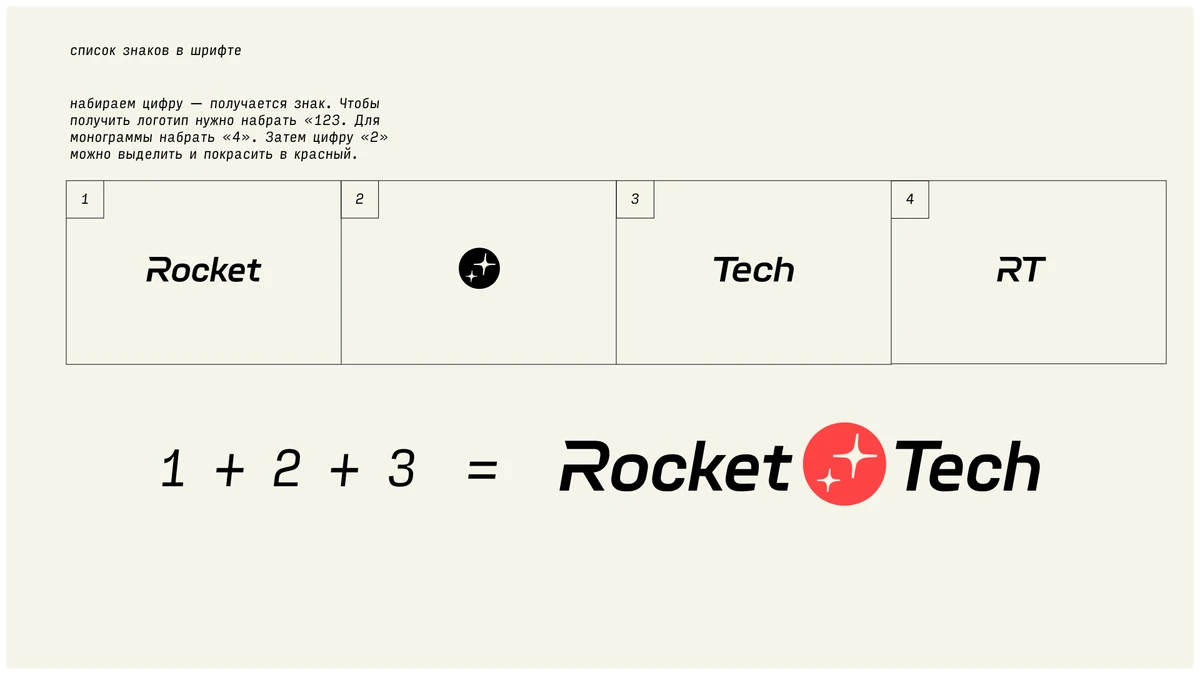 список знаков в шрифте
набираем цифру — получается знак. Чтобы
получить логотип нужно набрать «123. Для
монограммы набрать «4». Затем цифру «2»
можно выделить и покрасить в красный.
1
2
3
4
Rocket
Tech
RT
1 + 2 + 3 = Rocket Tech